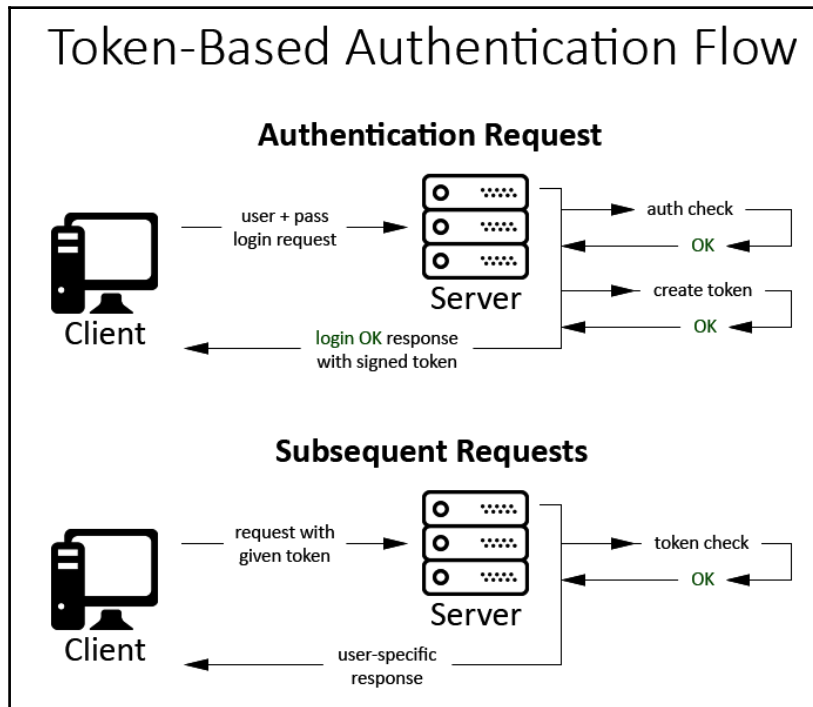 Token-Based Authentication Flow
Authentication Request
user + pass
login request
auth check
OK
create token
OK
Server
Client
login OK response
with signed token
Subsequent Requests
request with
given token
token check
OK
Server
Client
user-specific
response